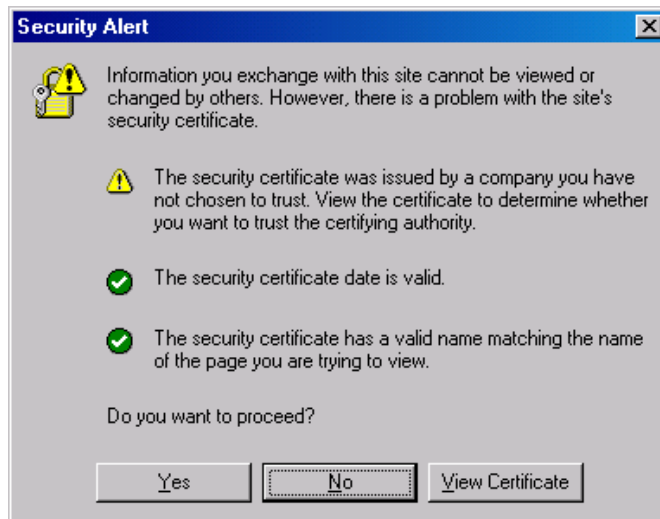 Security Alert
Information you exchange with this site cannot be viewed or
changed by others. However, there is a problem with the site's
security certificate.
The security certificate was issued by a company you have
not chosen to trust. View the certificate to determine whether
you want to trust the certifying authority.
The security certificate date is valid.
The security certificate has a valid name matching the name
of the page you are trying to view.
Do you want to proceed?
Yes No View Certificate